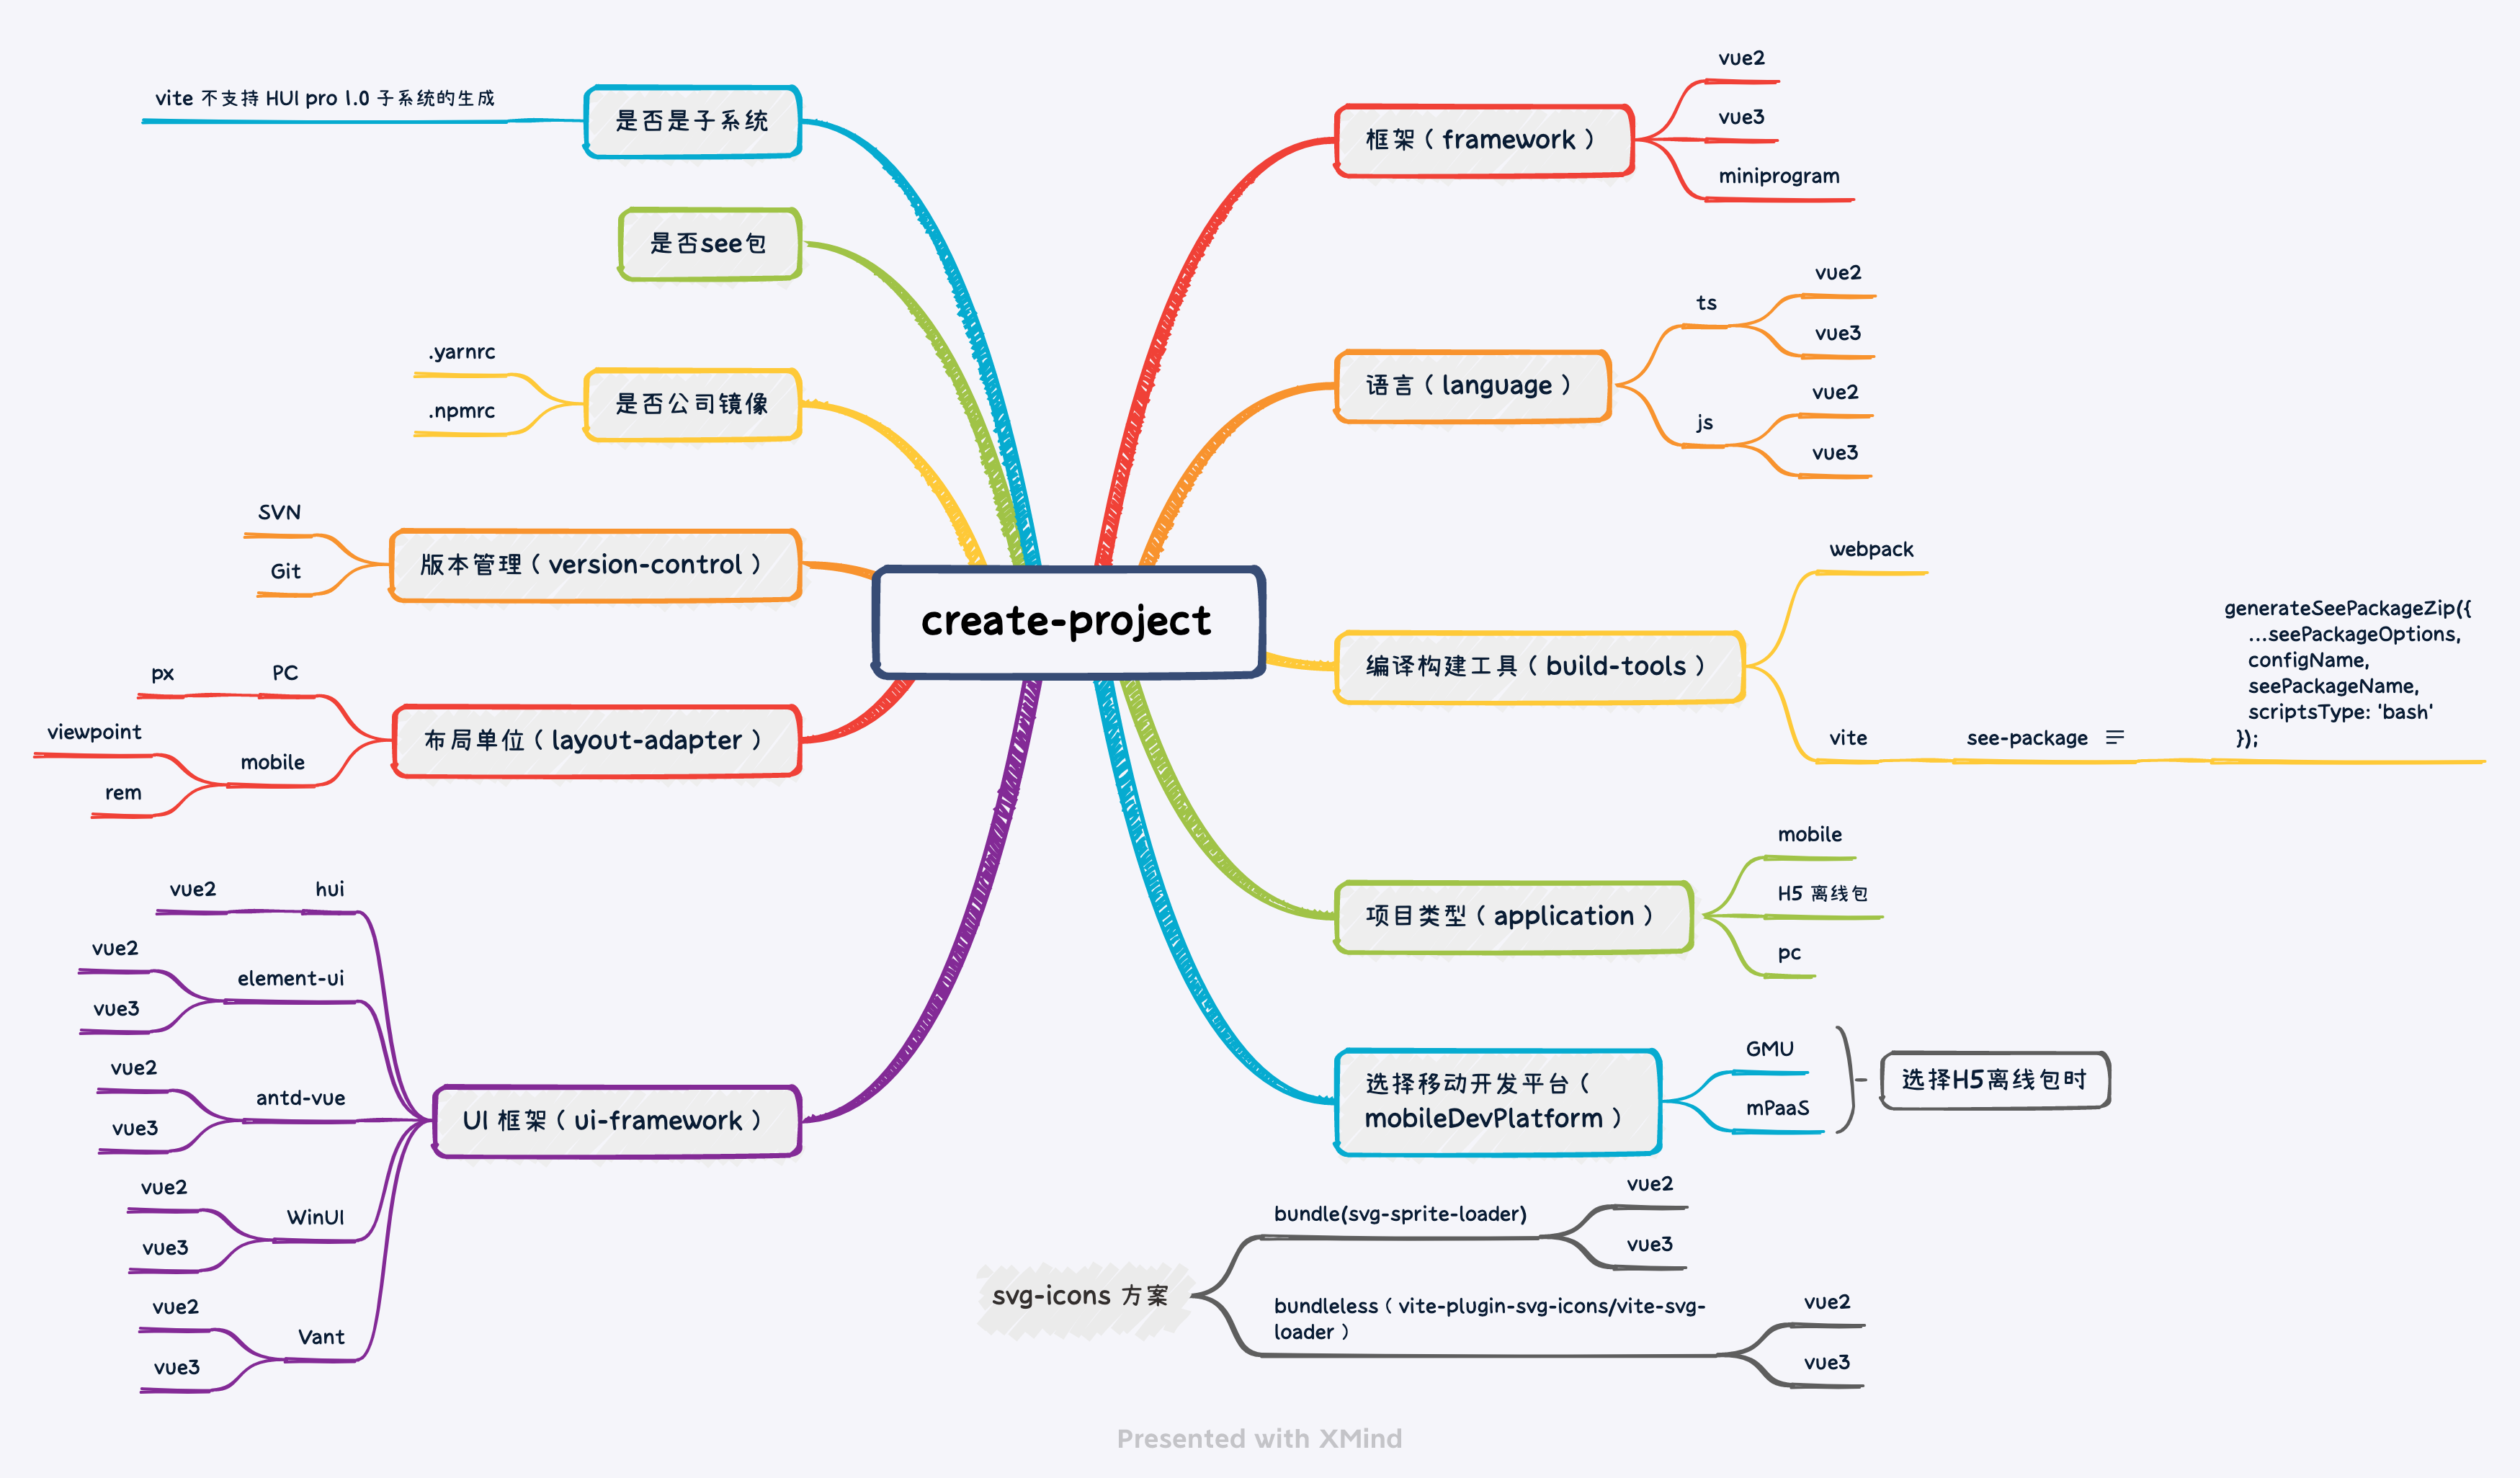 create-project
框架（framework）
vue2
vue3
miniprogram
语言（language）
ts
vue2
vue3
js
vue2
vue3
编译构建工具（build-tools）
webpack
vite
see-package
generateSeePackageZip({
...seePackageOptions,
configName,
seePackageName,
scriptsType: 'bash'
});
项目类型（application）
mobile
H5 离线包
pc
选择移动开发平台（
mobileDevPlatform）
GMU
mPaaS
选择H5离线包时
是否是子系统
vite 不支持 HUI pro 1.0 子系统的生成
是否see包
是否公司镜像
.yarnrc
.npmrc
版本管理（version-control）
SVN
Git
布局单位（layout-adapter）
PC
px
mobile
viewpoint
rem
UI 框架（ui-framework）
hui
vue2
element-ui
vue2
vue3
antd-vue
vue2
vue3
WinUI
vue2
vue3
Vant
vue2
vue3
svg-icons 方案
bundle(svg-sprite-loader)
vue2
vue3
bundleless（vite-plugin-svg-icons/vite-svg-
loader）
vue2
vue3
Presented with XMind